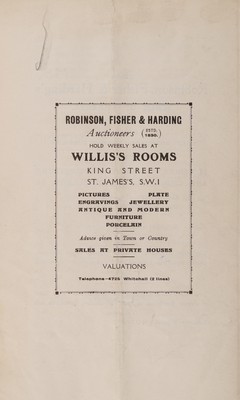 ROBINSON, FISHER & HARDING
Auctioneers (ESTD. 1830.)
HOLD WEEKLY SALES AT
WILLIS'S ROOMS
KING STREET
ST. JAMES'S, S.W.1
PICTURES PLATE
ENGRAVINGS JEWELLERY
ANTIQUE AND MODERN
FURNITURE
PORCELAIN
Advice given in Town or Country
SALES AT PRIVATE HOUSES
VALUATIONS
Telephone—4725 Whitehall (2 lines)